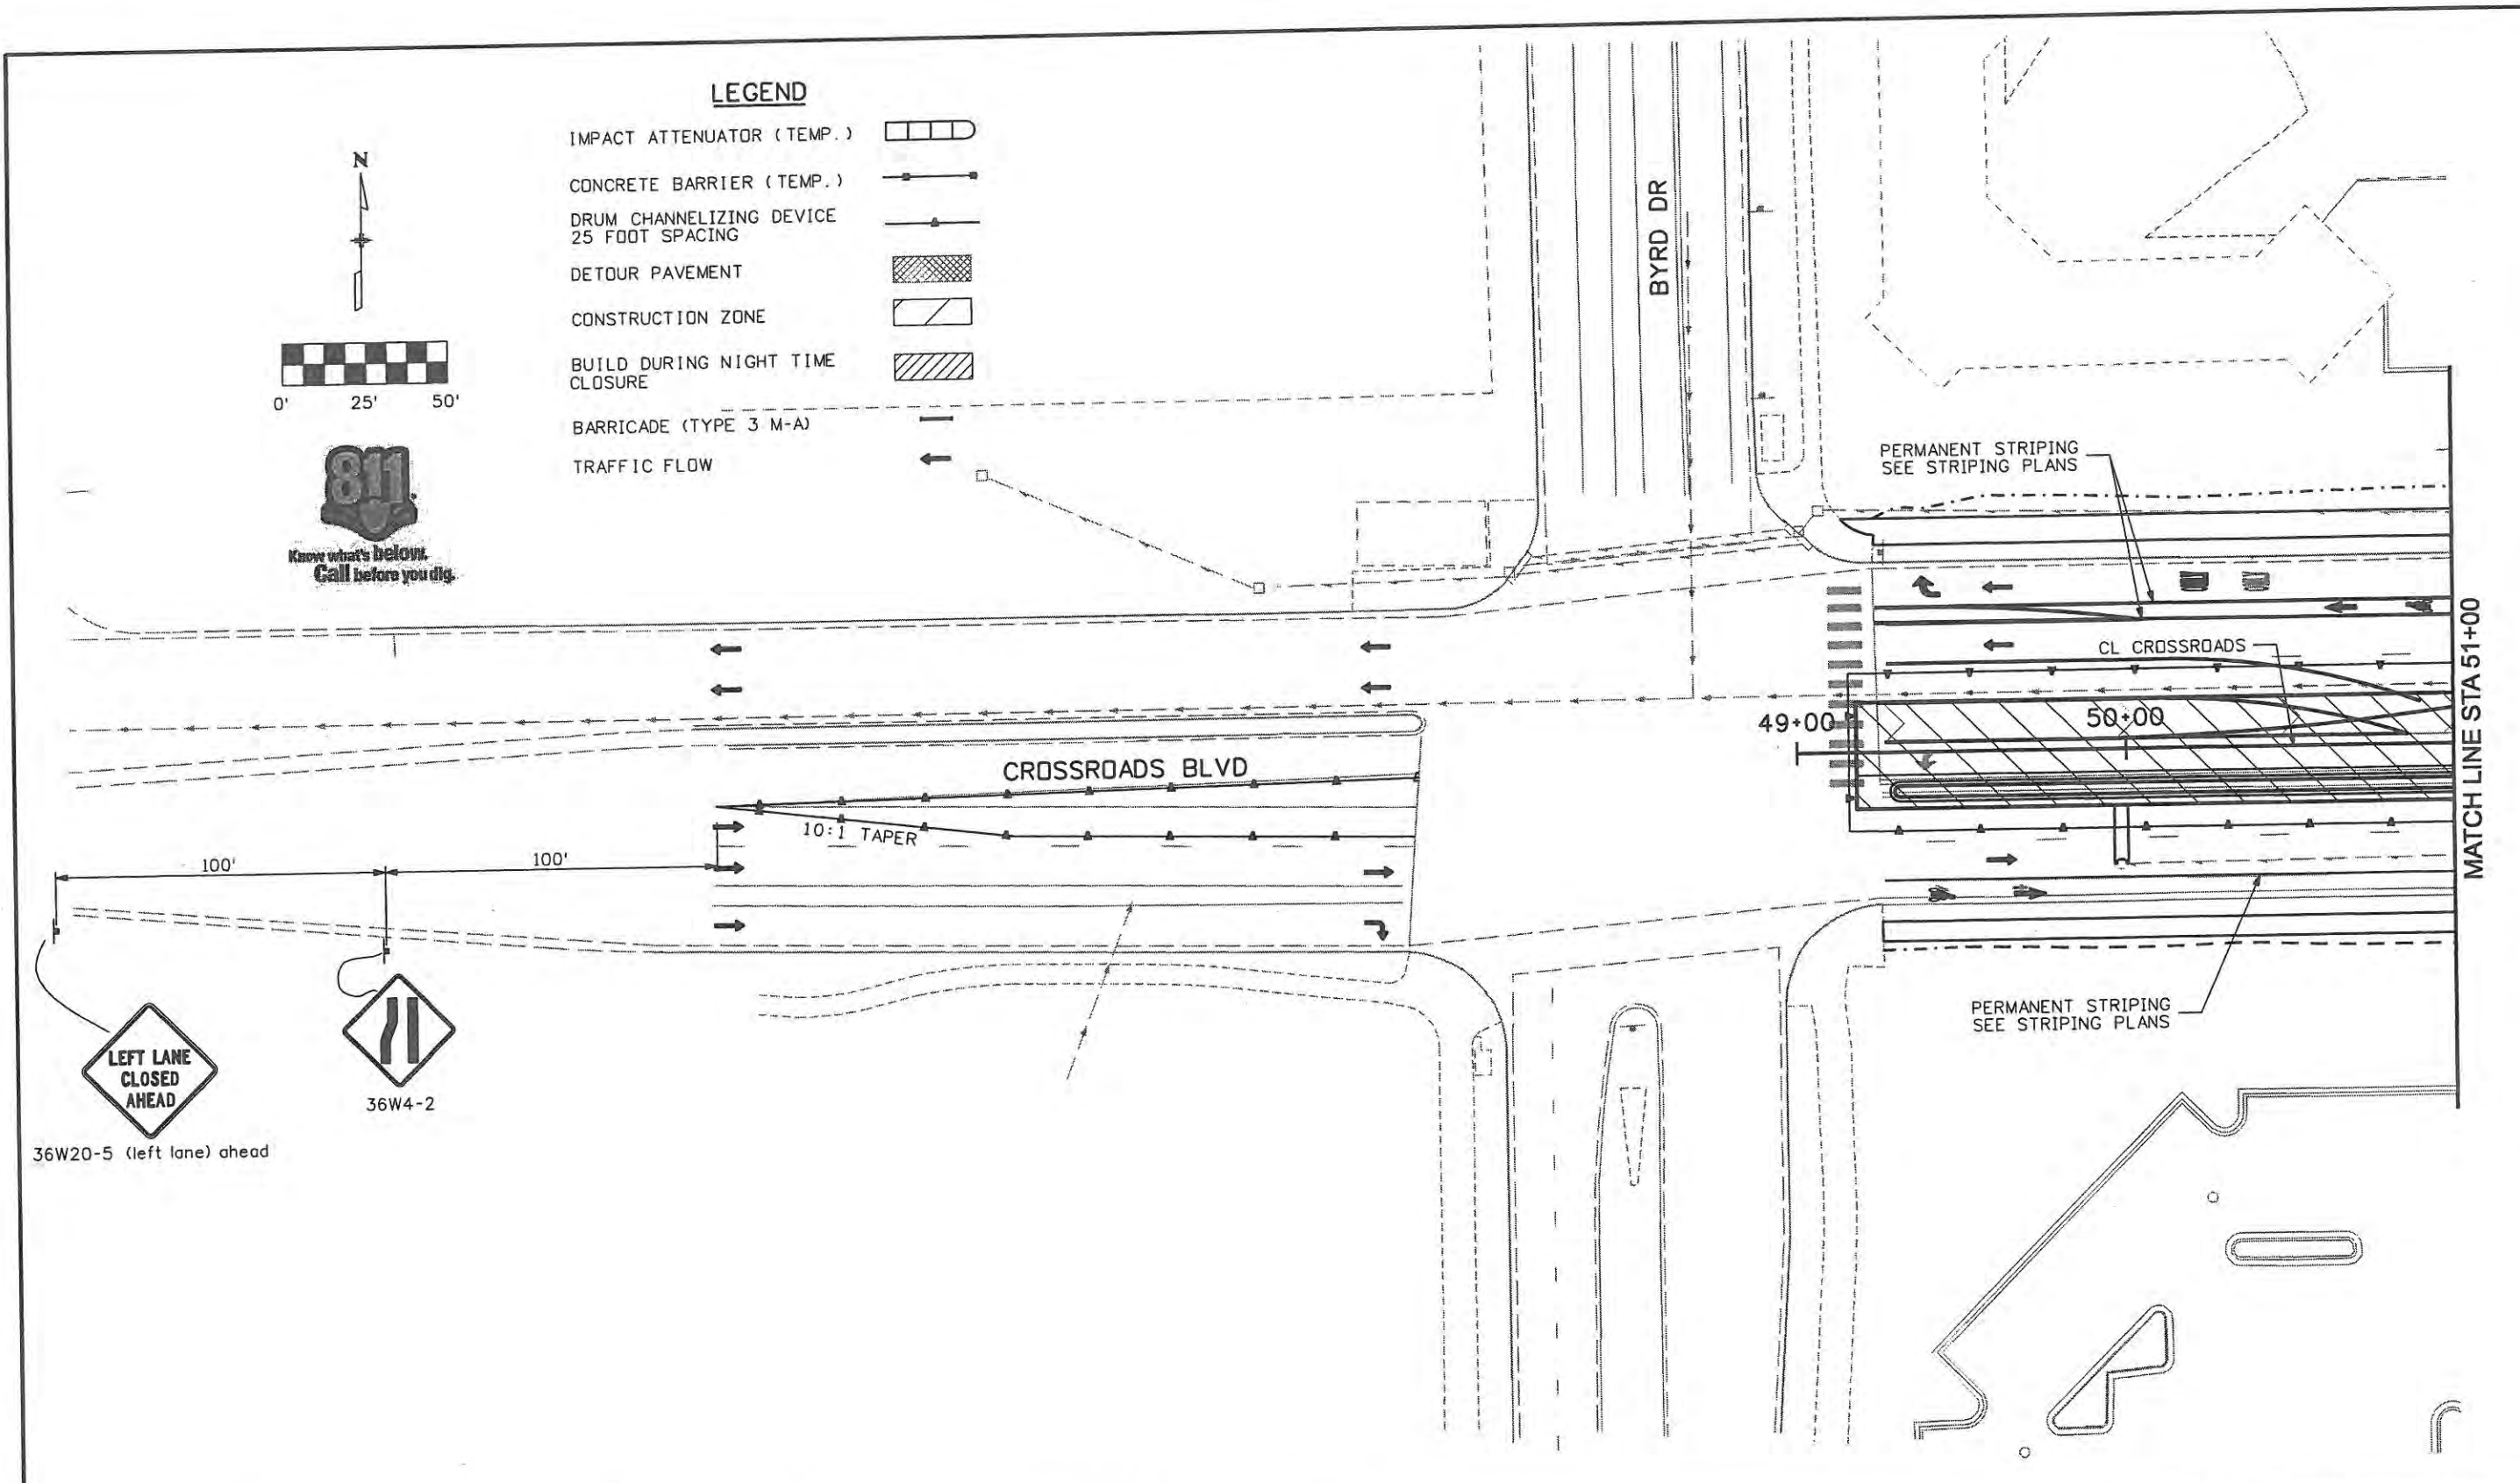 LEGEND
IMPACT ATTENUATOR (TEMP.)
CONCRETE BARRIER (TEMP.)
DRUM CHANNELIZING DEVICE
25 FOOT SPACING
DETOUR PAVEMENT
CONSTRUCTION ZONE
BUILD DURING NIGHT TIME
CLOSURE
BARRICADE (TYPE 3 M-A)
TRAFFIC FLOW
N
0' 25' 50'
811
Know what's below.
Call before you dig.
BYRD DR
PERMANENT STRIPING
SEE STRIPING PLANS
CL CROSSROADS
49+00
50+00
MATCH LINE STA 51+00
CROSSROADS BLVD
10:1 TAPER
100'
100'
LEFT LANE
CLOSED
AHEAD
36W20-5 (left lane) ahead
36W4-2
PERMANENT STRIPING
SEE STRIPING PLANS